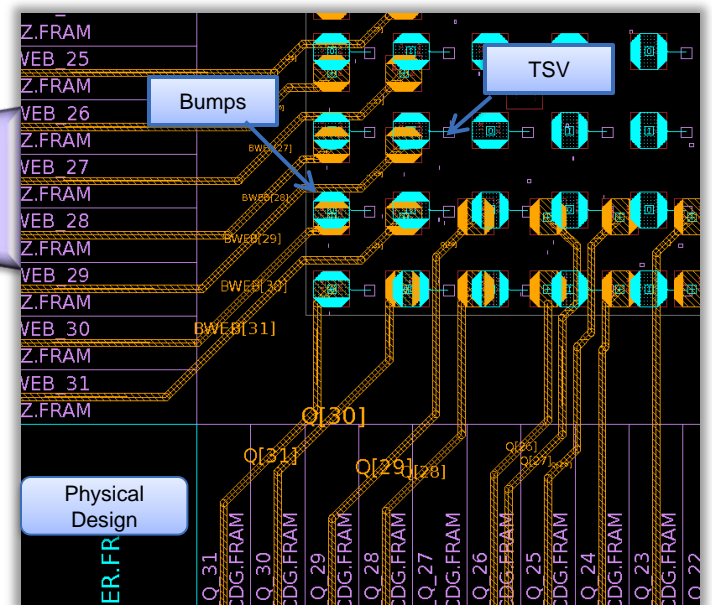 Z.FRAM
WEB_25
Z.FRAM
WEB_26
Z.FRAM
WEB_27
Z.FRAM
WEB_28
Z.FRAM
WEB_29
Z.FRAM
WEB_30
Z.FRAM
WEB_31
Z.FRAM
Bumps
TSV
BWEB[27]
BWEB[28]
BWEB[29]
BWEB[30]
BWEB[31]
Q[30]
Q[31]
Q[29]
Q[28]
Q[26]
Q[27]
Physical
Design
ER.FR
Q_31
CDG.FRAM
Q_30
CDG.FRAM
Q_29
CDG.FRAM
Q_28
CDG.FRAM
Q_27
CDG.FRAM
Q_26
CDG.FRAM
Q_25
CDG.FRAM
Q_24
CDG.FRAM
Q_23
CDG.FRAM
Q_22